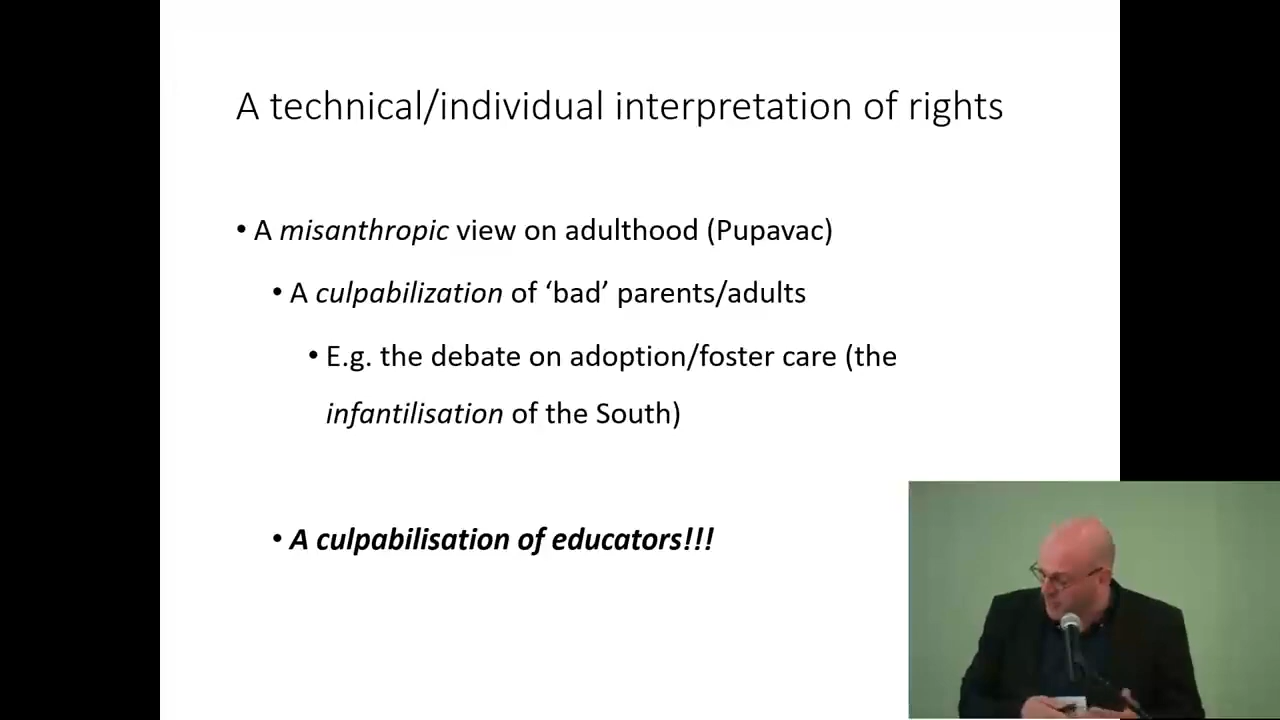 A technical/individual interpretation of rights
• A misanthropic view on adulthood (Pupavac)
• A culpabilization of ‘bad’ parents/adults
• E.g. the debate on adoption/foster care (the
infantilisation of the South)
• A culpabilisation of educators!!!